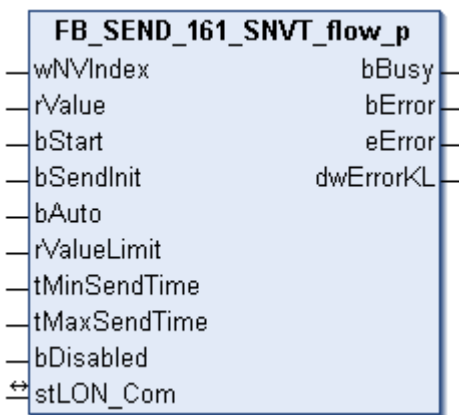 FB_SEND_161_SNVT_flow_p
wNVIndex bBusy
rValue bError
bStart eError
bSendInit dwErrorKL
bAuto
rValueLimit
tMinSendTime
tMaxSendTime
bDisabled
stLON_Com